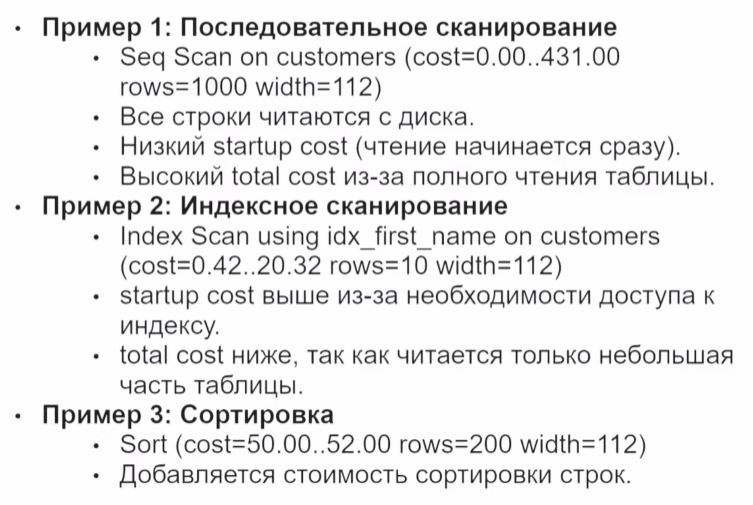 • Пример 1: Последовательное сканирование
• Seq Scan on customers (cost=0.00..431.00
rows=1000 width=112)
• Все строки читаются с диска.
• Низкий startup cost (чтение начинается сразу).
• Высокий total cost из-за полного чтения таблицы.
• Пример 2: Индексное сканирование
• Index Scan using idx_first_name on customers
(cost=0.42..20.32 rows=10 width=112)
• startup cost выше из-за необходимости доступа к
индексу.
• total cost ниже, так как читается только небольшая
часть таблицы.
• Пример 3: Сортировка
• Sort (cost=50.00..52.00 rows=200 width=112)
• Добавляется стоимость сортировки строк.